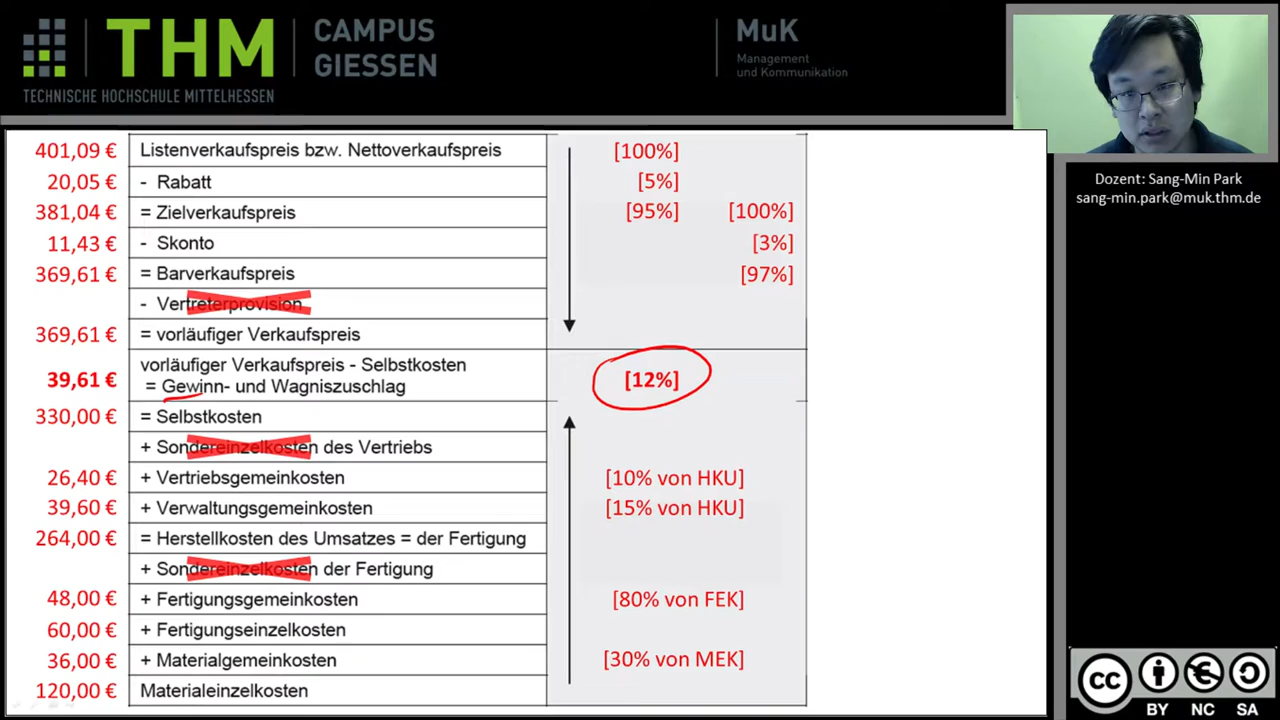 THM
CAMPUS
GIESSEN
TECHNISCHE HOCHSCHULE MITTELHESSEN
MuK
Management
und Kommunikation
Dozent: Sang-Min Park
sang-min.park@muk.thm.de
401,09 € Listenverkaufspreis bzw. Nettoverkaufspreis [100%]
20,05 € - Rabatt [5%]
381,04 € = Zielverkaufspreis [95%] [100%]
11,43 € - Skonto [3%]
369,61 € = Barverkaufspreis [97%]
- Vertreterprovision
369,61 € = vorläufiger Verkaufspreis
vorläufiger Verkaufspreis - Selbstkosten
39,61 € = Gewinn- und Wagniszuschlag [12%]
330,00 € = Selbstkosten
+ Sondereinzelkosten des Vertriebs
26,40 € + Vertriebsgemeinkosten [10% von HKU]
39,60 € + Verwaltungsgemeinkosten [15% von HKU]
264,00 € = Herstellkosten des Umsatzes = der Fertigung
+ Sondereinzelkosten der Fertigung
48,00 € + Fertigungsgemeinkosten [80% von FEK]
60,00 € + Fertigungseinzelkosten
36,00 € + Materialgemeinkosten [30% von MEK]
120,00 € Materialeinzelkosten
cc
BY NC SA